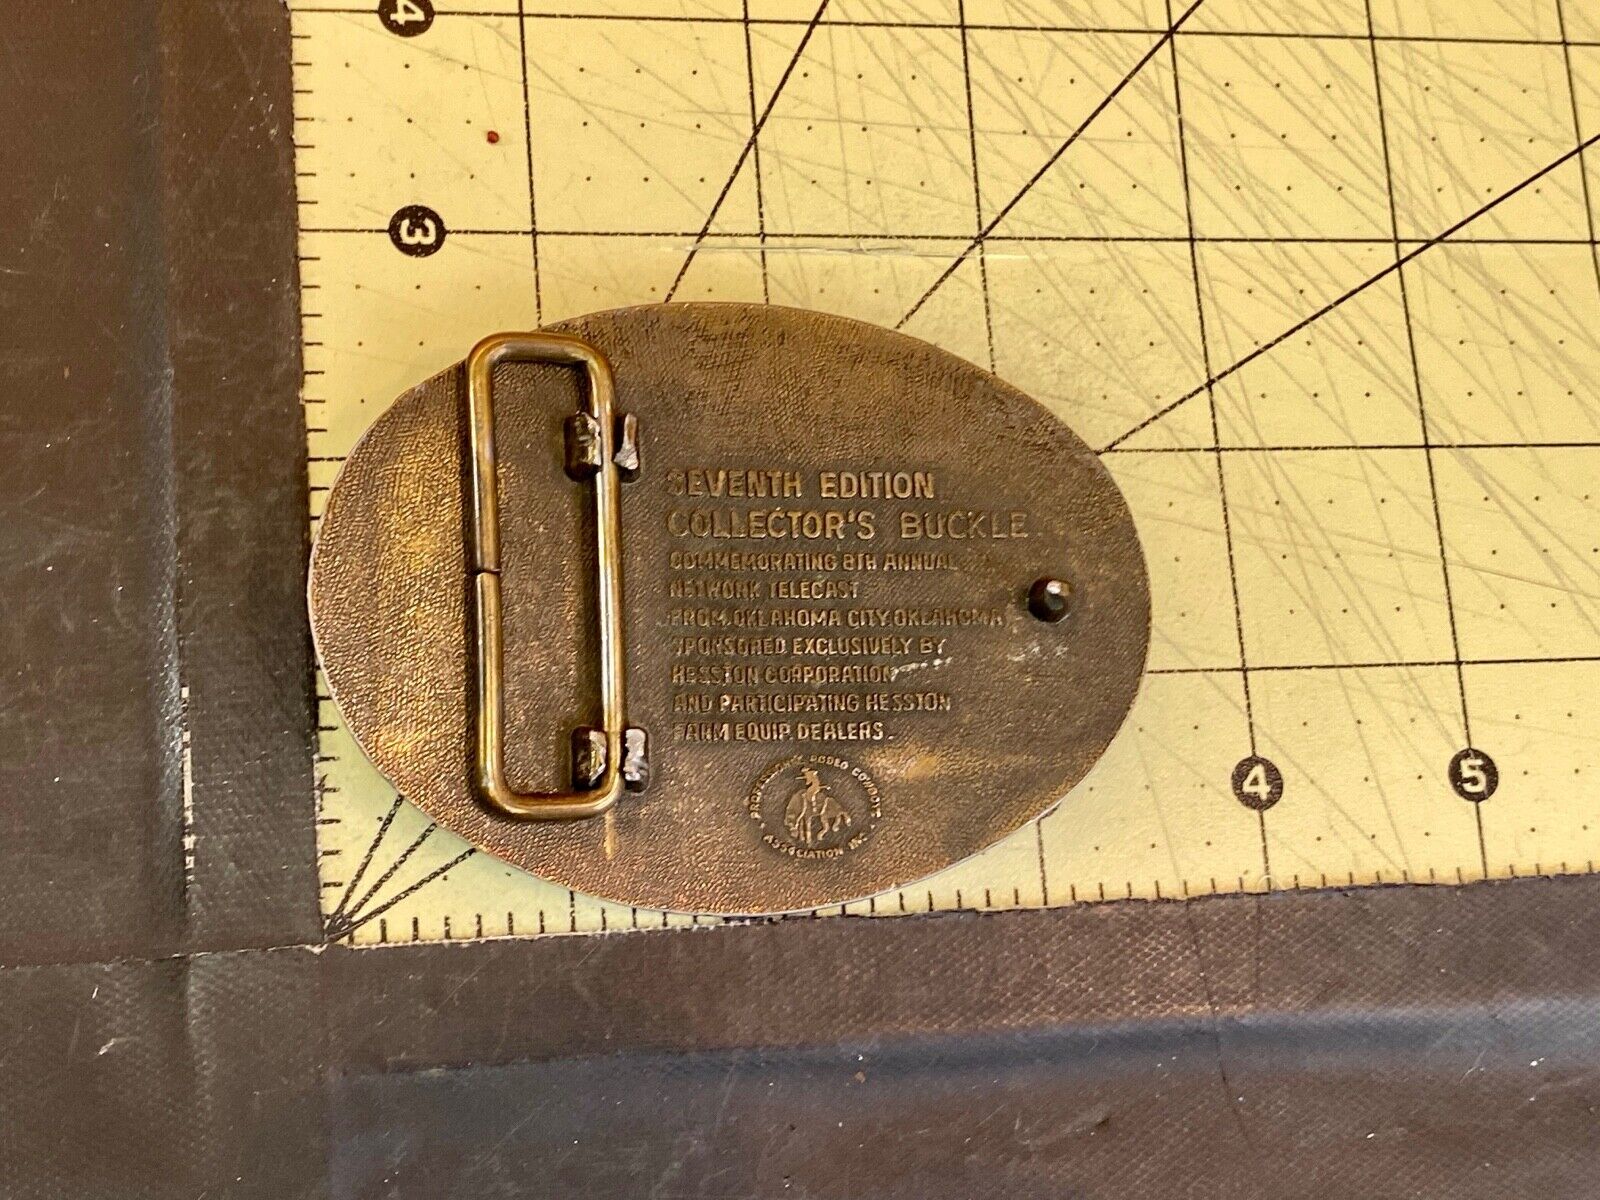 4
3
SEVENTH EDITION
COLLECTOR'S BUCKLE
COMMEMORATING 8TH ANNUAL
NETWORK TELECAST
FROM OKLAHOMA CITY, OKLAHOMA
SPONSORED EXCLUSIVELY BY
HESSTON CORPORATION
AND PARTICIPATING HESSTON
FARM EQUIP DEALERS.
PROFESSIONAL RODEO COWBOYS
ASSOCIATION INC.
4
5